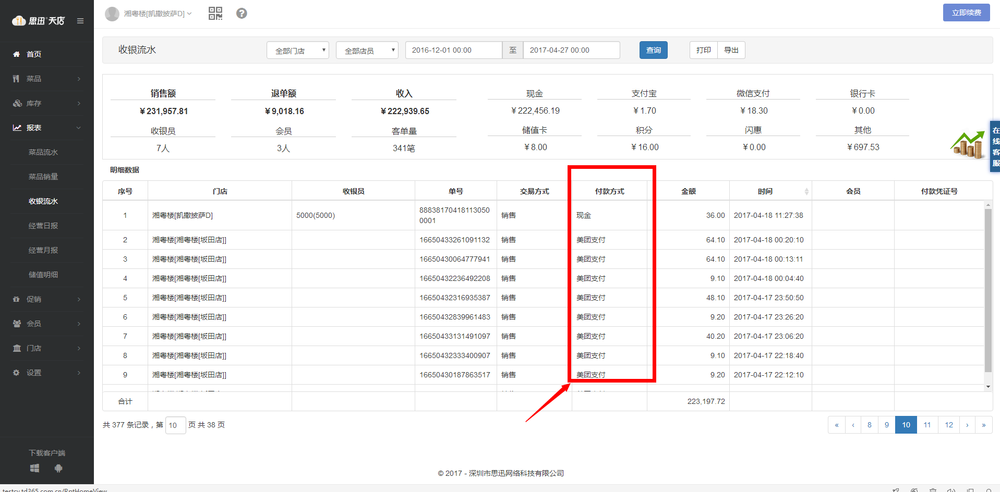 思迅®天店
湘粤楼[凯撒披萨D]
立即续费
首页
菜品
库存
报表
菜品流水
菜品销量
收银流水
经营日报
经营月报
储值明细
促销
会员
门店
设置
下载客户端
收银流水 全部门店 全部店员 2016-12-01 00:00 至 2017-04-27 00:00 查询 打印 导出
销售额 退单额 收入 现金 支付宝 微信支付 银行卡
¥231,957.81 ¥9,018.16 ¥222,939.65 ¥222,456.19 ¥1.70 ¥18.30 ¥0.00
收银员 会员 客单量 储值卡 积分 闪惠 其他
7人 3人 341笔 ¥8.00 ¥16.00 ¥0.00 ¥697.53
在线客服
明细数据
序号 门店 收银员 单号 交易方式 付款方式 金额 时间 会员 付款凭证号
1 湘粤楼[凯撒披萨D] 5000(5000) 88838170418113050 0001 销售 现金 36.00 2017-04-18 11:27:38
2 湘粤楼[湘粤楼[坂田店]] 16650433261091132 销售 美团支付 64.10 2017-04-18 00:20:10
3 湘粤楼[湘粤楼[坂田店]] 16650430064777941 销售 美团支付 64.10 2017-04-18 00:13:11
4 湘粤楼[湘粤楼[坂田店]] 16650432236492208 销售 美团支付 9.10 2017-04-18 00:04:40
5 湘粤楼[湘粤楼[坂田店]] 16650432316935387 销售 美团支付 48.10 2017-04-17 23:50:50
6 湘粤楼[湘粤楼[坂田店]] 16650432839961483 销售 美团支付 9.20 2017-04-17 23:26:20
7 湘粤楼[湘粤楼[坂田店]] 16650433131491097 销售 美团支付 40.20 2017-04-17 23:06:20
8 湘粤楼[湘粤楼[坂田店]] 16650432333400907 销售 美团支付 9.10 2017-04-17 22:18:40
9 湘粤楼[湘粤楼[坂田店]] 16650430187863517 销售 美团支付 9.20 2017-04-17 22:12:10
合计 223,197.72
共 377 条记录，第 10 页 共 38 页
« ‹ 8 9 10 11 12 › »
© 2017 - 深圳市思迅网络科技有限公司
testcy.td365.com.cn/RptHomeView